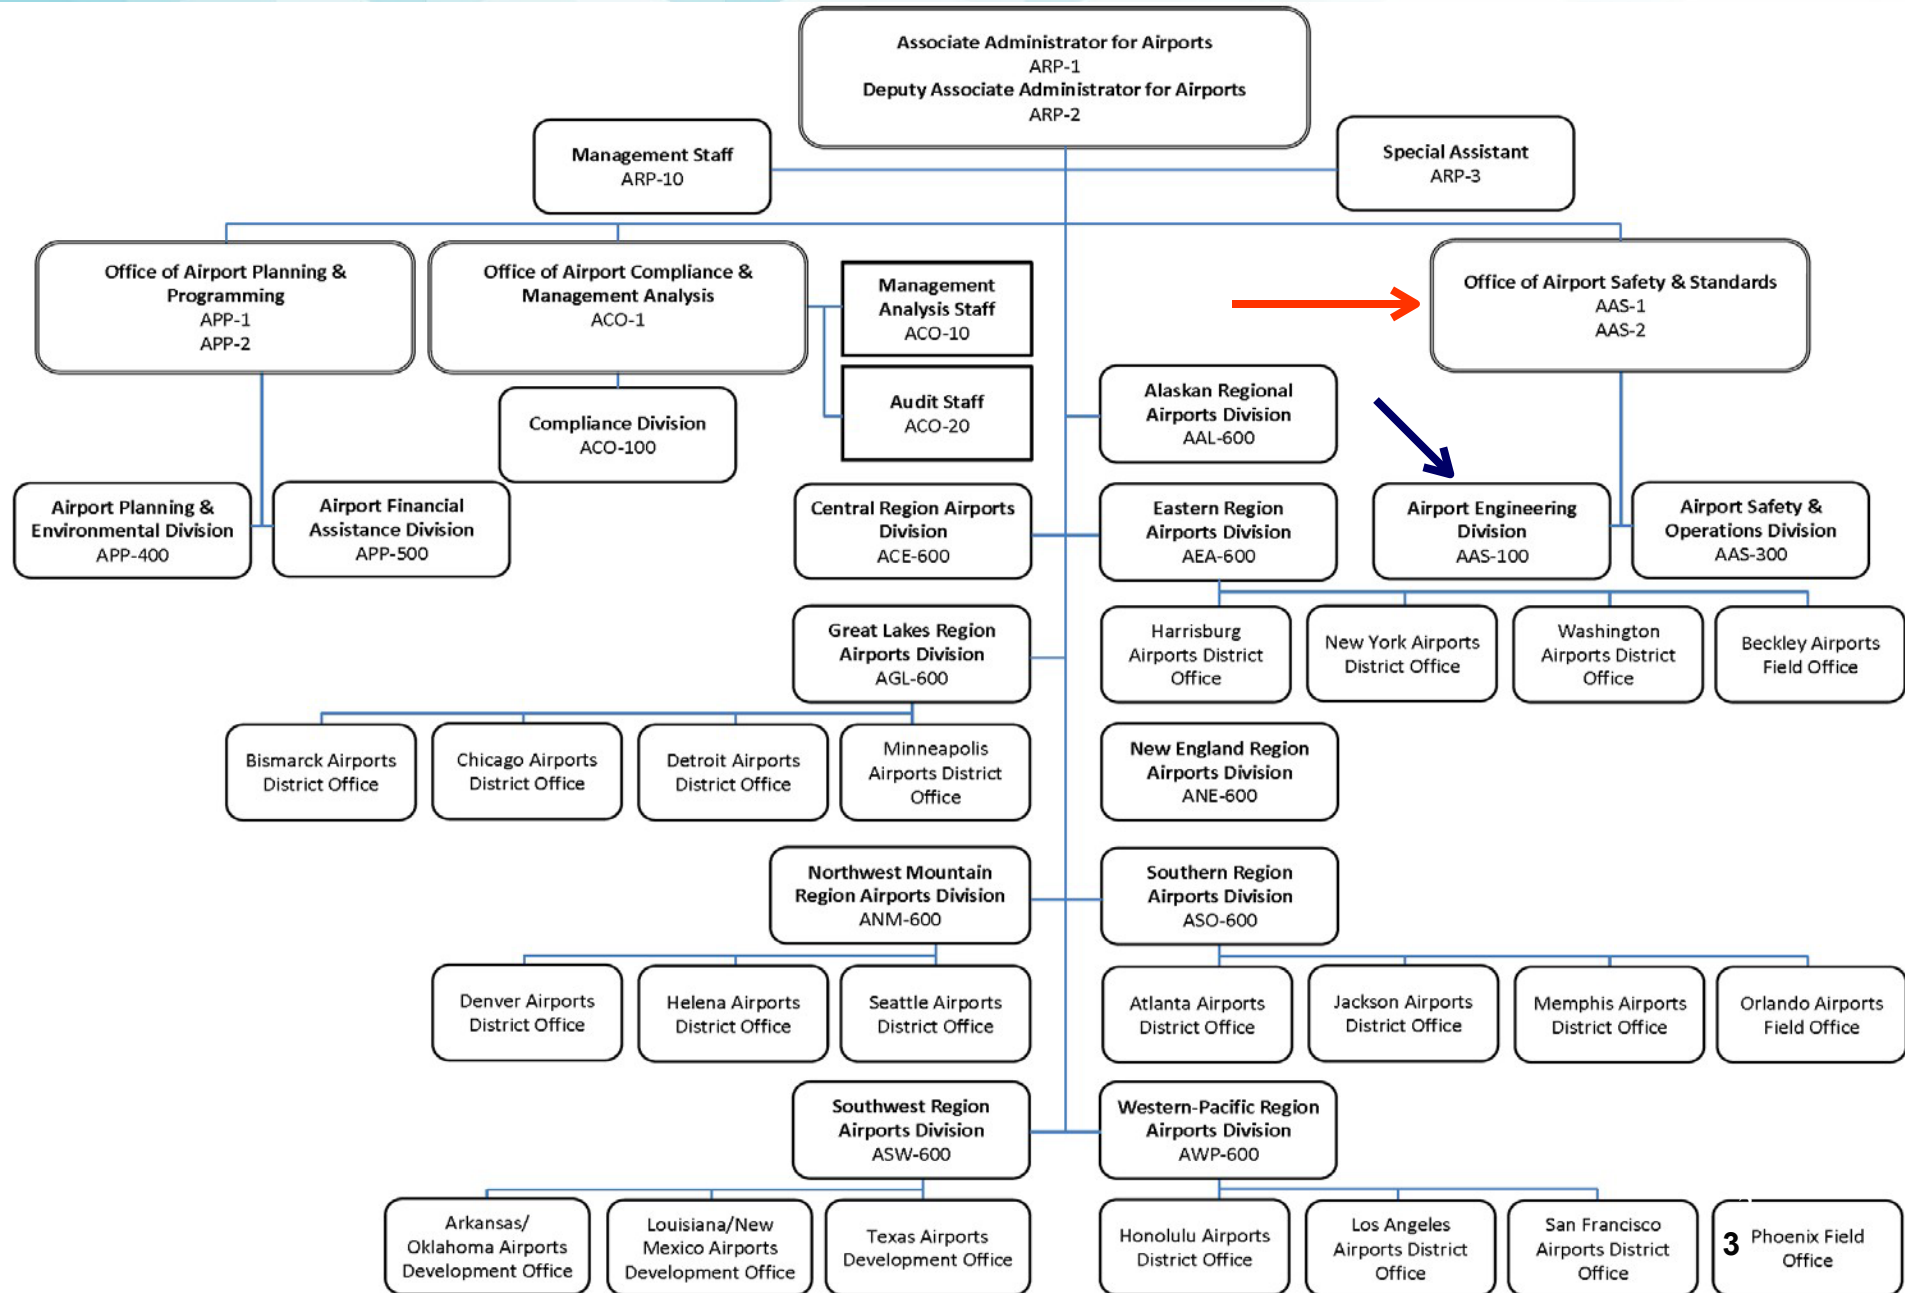 Associate Administrator for Airports
ARP-1
Deputy Associate Administrator for Airports
ARP-2
Management Staff
ARP-10
Special Assistant
ARP-3
Office of Airport Planning &
Programming
APP-1
APP-2
Office of Airport Compliance &
Management Analysis
ACO-1
Management
Analysis Staff
ACO-10
Office of Airport Safety & Standards
AAS-1
AAS-2
Audit Staff
ACO-20
Compliance Division
ACO-100
Alaskan Regional
Airports Division
AAL-600
Airport Planning &
Environmental Division
APP-400
Airport Financial
Assistance Division
APP-500
Central Region Airports
Division
ACE-600
Eastern Region
Airports Division
AEA-600
Airport Engineering
Division
AAS-100
Airport Safety &
Operations Division
AAS-300
Great Lakes Region
Airports Division
AGL-600
Harrisburg
Airports District
Office
New York Airports
District Office
Washington
Airports District
Office
Beckley Airports
Field Office
Bismarck Airports
District Office
Chicago Airports
District Office
Detroit Airports
District Office
Minneapolis
Airports District
Office
New England Region
Airports Division
ANE-600
Northwest Mountain
Region Airports Division
ANM-600
Southern Region
Airports Division
ASO-600
Denver Airports
District Office
Helena Airports
District Office
Seattle Airports
District Office
Atlanta Airports
District Office
Jackson Airports
District Office
Memphis Airports
District Office
Orlando Airports
Field Office
Southwest Region
Airports Division
ASW-600
Western-Pacific Region
Airports Division
AWP-600
Arkansas/
Oklahoma Airports
Development Office
Louisiana/New
Mexico Airports
Development Office
Texas Airports
Development Office
Honolulu Airports
District Office
Los Angeles
Airports District
Office
San Francisco
Airports District
Office
3
Phoenix Field
Office